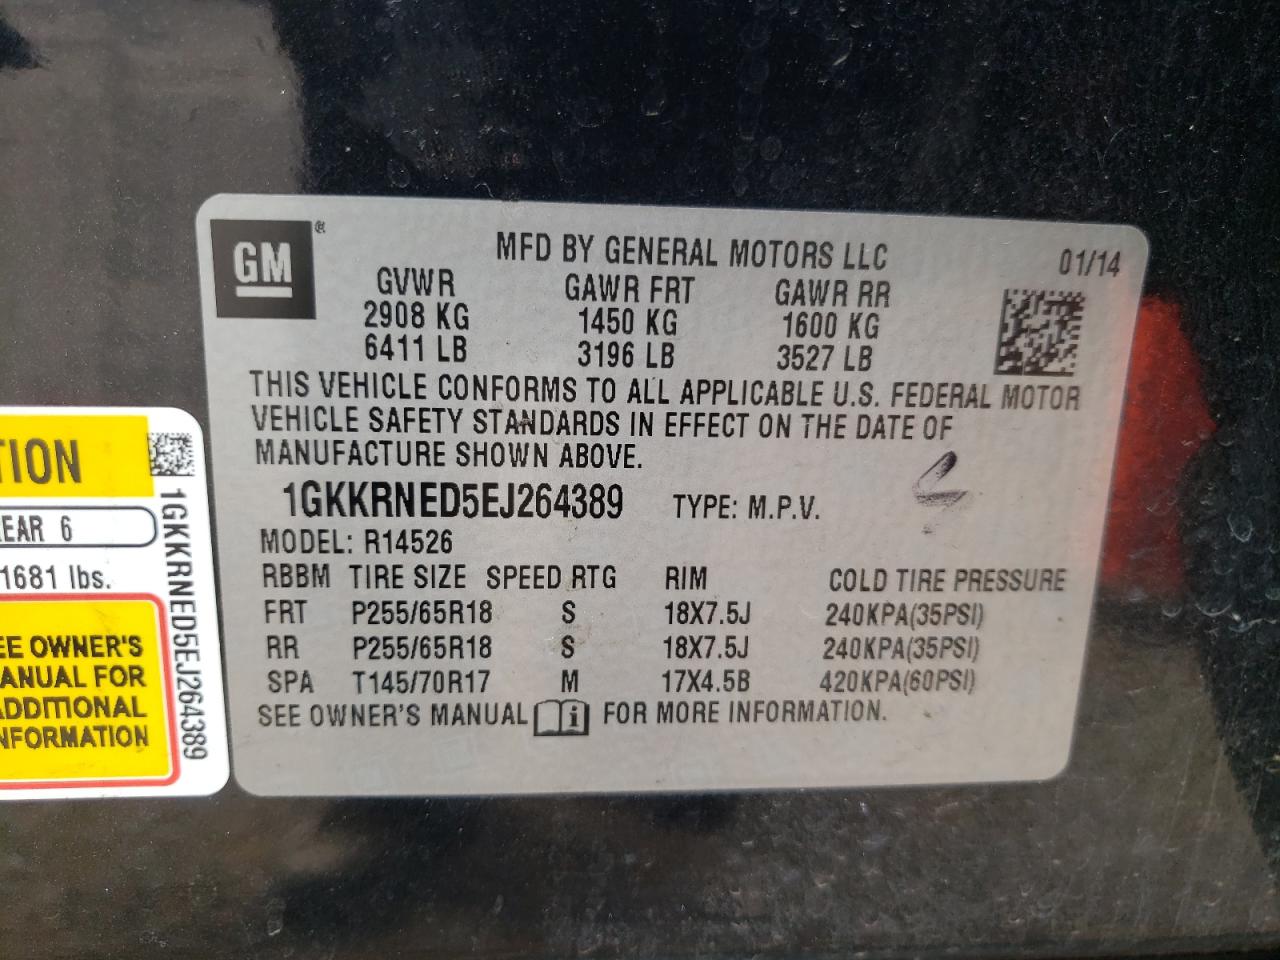 GM®
MFD BY GENERAL MOTORS LLC 01/14
GVWR GAWR FRT GAWR RR
2908 KG 1450 KG 1600 KG
6411 LB 3196 LB 3527 LB
THIS VEHICLE CONFORMS TO ALL APPLICABLE U.S. FEDERAL MOTOR
VEHICLE SAFETY STANDARDS IN EFFECT ON THE DATE OF
MANUFACTURE SHOWN ABOVE.
1GKKRNED5EJ264389 TYPE: M.P.V.
MODEL: R14526
RBBM TIRE SIZE SPEED RTG RIM COLD TIRE PRESSURE
FRT P255/65R18 S 18X7.5J 240KPA(35PSI)
RR P255/65R18 S 18X7.5J 240KPA(35PSI)
SPA T145/70R17 M 17X4.5B 420KPA(60PSI)
SEE OWNER'S MANUAL i FOR MORE INFORMATION.
TION
EAR 6
1681 lbs.
EE OWNER'S
ANUAL FOR
ADDITIONAL
NFORMATION
1GKKRNED5EJ264389